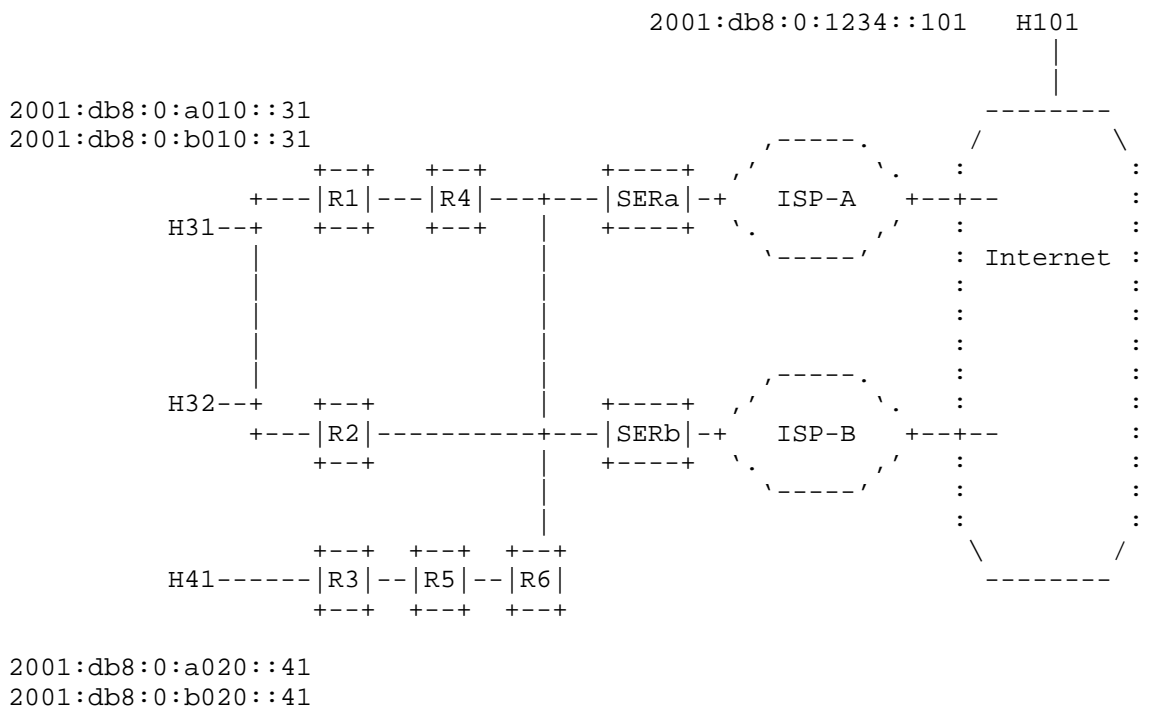 2001:db8:0:1234::101 H101
2001:db8:0:a010::31
2001:db8:0:b010::31
R1 R4 SERa ISP-A
H31
Internet
H32
R2 SERb ISP-B
H41 R3 R5 R6
2001:db8:0:a020::41
2001:db8:0:b020::41